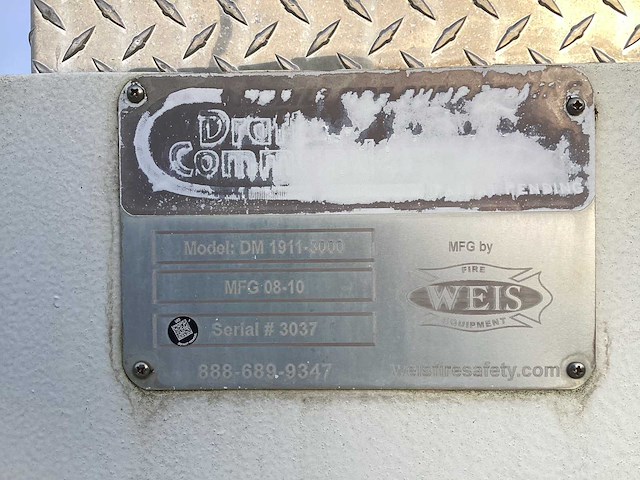 Model: DM 1911-3000
MFG 08-10
Serial # 3037
888-689-9347
MFG by
FIRE
WEIS
EQUIPMENT
weisfiresafety.com